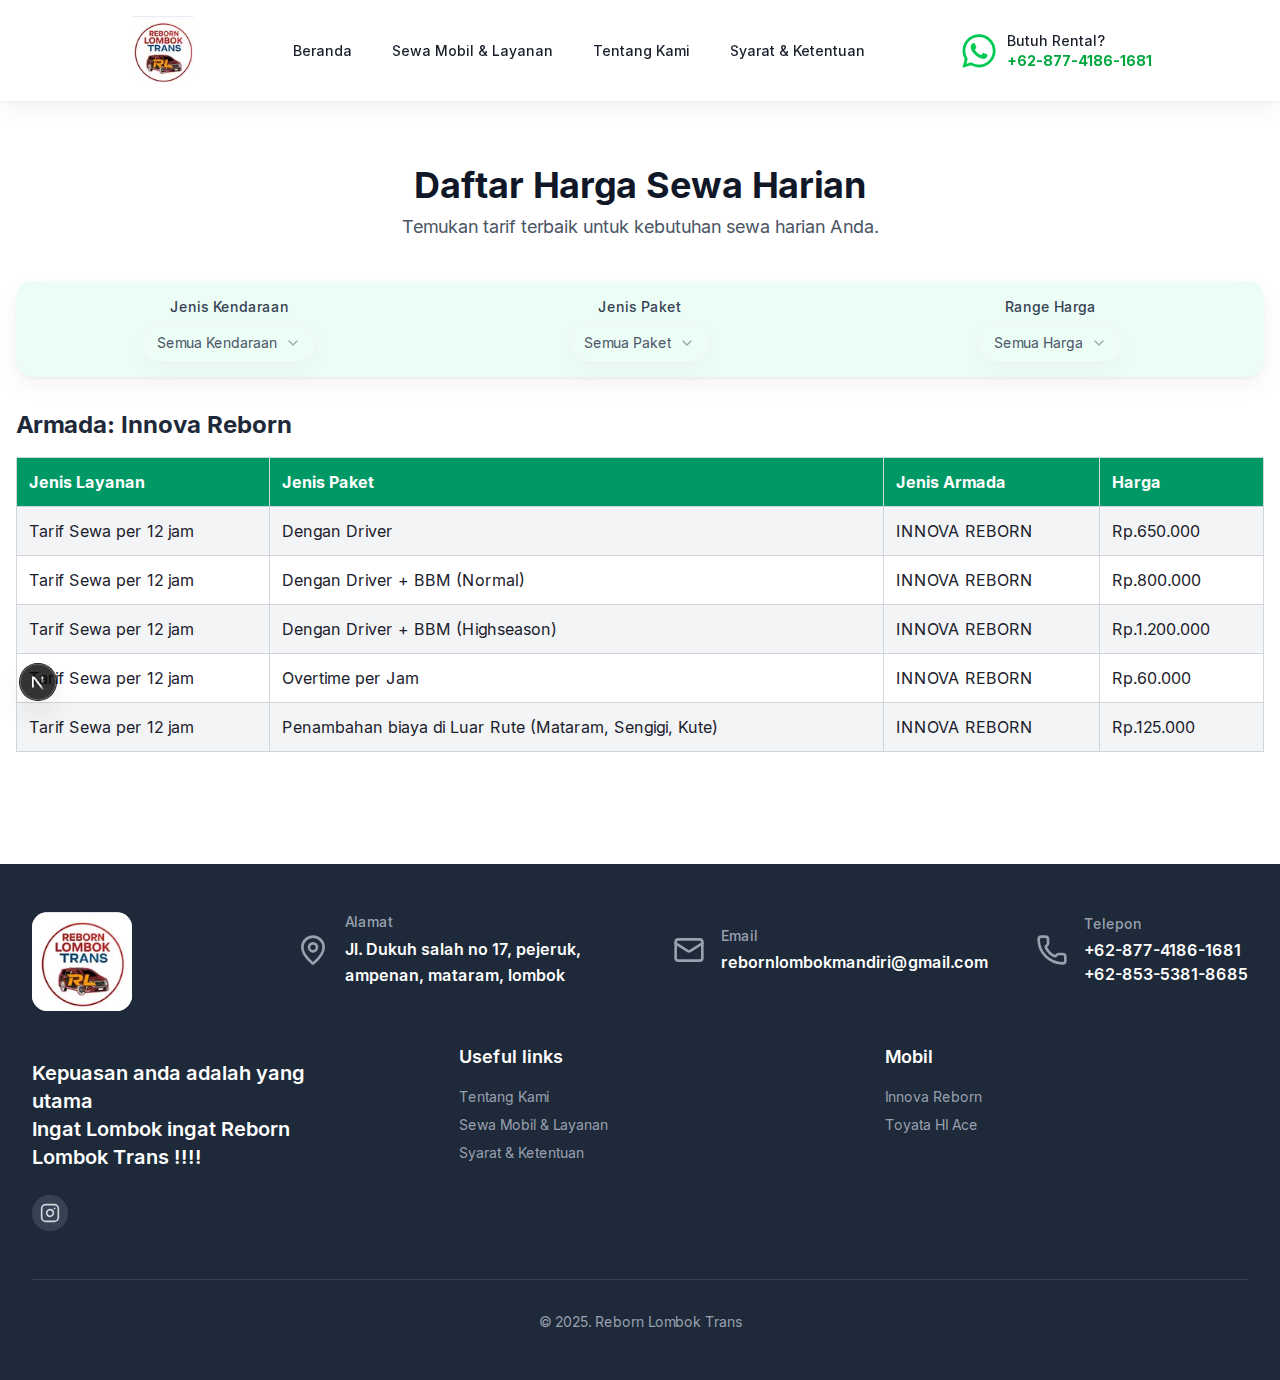 REBORN
LOMBOK
TRANS
RL
Beranda
Sewa Mobil & Layanan
Tentang Kami
Syarat & Ketentuan
Butuh Rental?
+62-877-4186-1681
Daftar Harga Sewa Harian
Temukan tarif terbaik untuk kebutuhan sewa harian Anda.
Jenis Kendaraan
Jenis Paket
Range Harga
Semua Kendaraan
Semua Paket
Semua Harga
Armada: Innova Reborn
Jenis Layanan Jenis Paket Jenis Armada Harga
Tarif Sewa per 12 jam Dengan Driver INNOVA REBORN Rp.650.000
Tarif Sewa per 12 jam Dengan Driver + BBM (Normal) INNOVA REBORN Rp.800.000
Tarif Sewa per 12 jam Dengan Driver + BBM (Highseason) INNOVA REBORN Rp.1.200.000
Tarif Sewa per 12 jam Overtime per Jam INNOVA REBORN Rp.60.000
Tarif Sewa per 12 jam Penambahan biaya di Luar Rute (Mataram, Sengigi, Kute) INNOVA REBORN Rp.125.000
N
REBORN
LOMBOK
TRANS
RL
Alamat
Jl. Dukuh salah no 17, pejeruk,
ampenan, mataram, lombok
Email
rebornlombokmandiri@gmail.com
Telepon
+62-877-4186-1681
+62-853-5381-8685
Kepuasan anda adalah yang
utama
Ingat Lombok ingat Reborn
Lombok Trans !!!!
Useful links
Tentang Kami
Sewa Mobil & Layanan
Syarat & Ketentuan
Mobil
Innova Reborn
Toyata HI Ace
© 2025. Reborn Lombok Trans